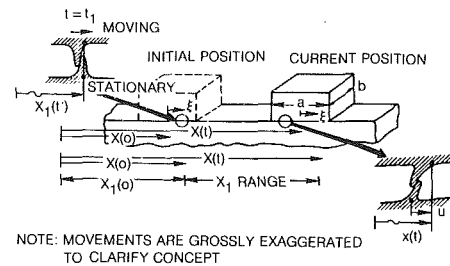 t = t₁
MOVING
INITIAL POSITION
CURRENT POSITION
STATIONARY
ξ
a
b
ξ
X₁(t)
X(o)
X(t)
X(o)
X(t)
X₁(o)
X₁ RANGE
u
x(t)
NOTE: MOVEMENTS ARE GROSSLY EXAGGERATED
TO CLARIFY CONCEPT